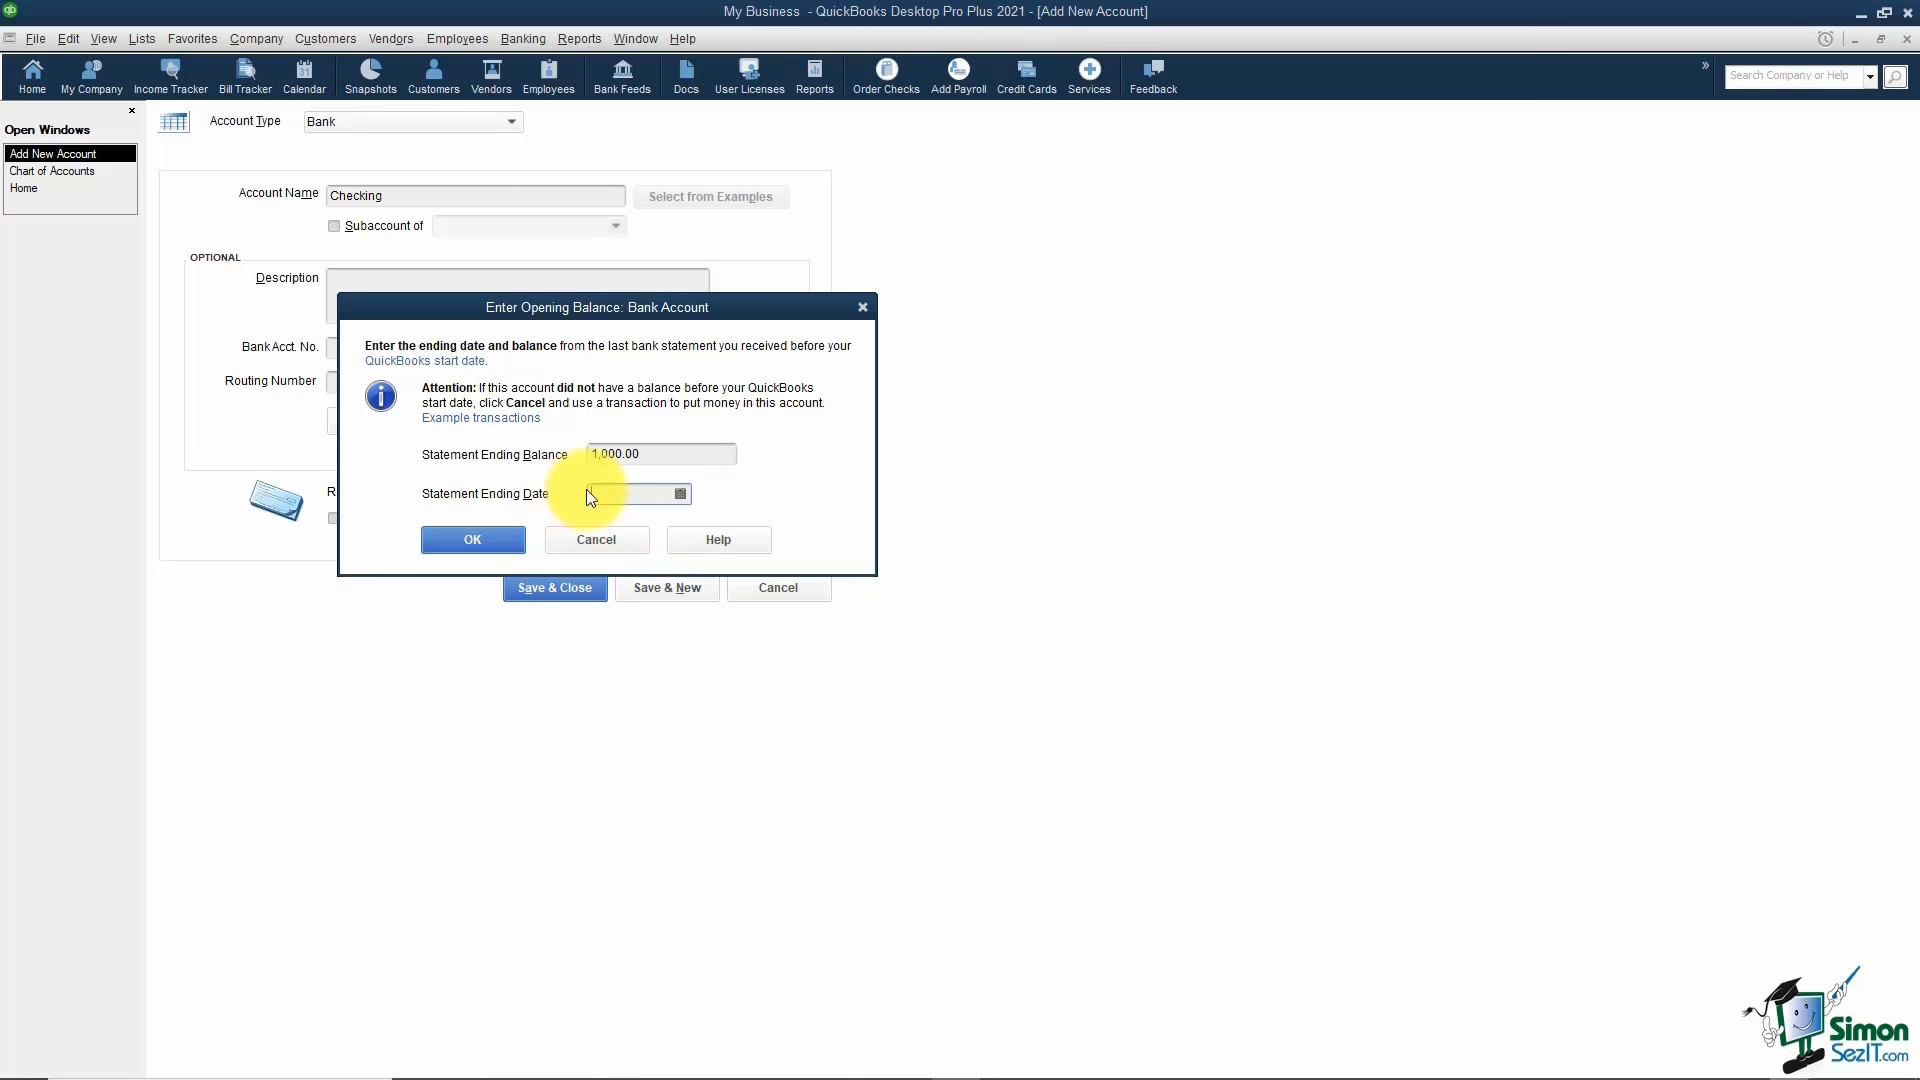 My Business - QuickBooks Desktop Pro Plus 2021 - [Add New Account]
File Edit View Lists Favorites Company Customers Vendors Employees Banking Reports Window Help
Home My Company Income Tracker Bill Tracker Calendar Snapshots Customers Vendors Employees Bank Feeds Docs User Licenses Reports Order Checks Add Payroll Credit Cards Services Feedback
Search Company or Help
Open Windows
Add New Account
Chart of Accounts
Home
Account Type Bank
Account Name Checking Select from Examples
Subaccount of
OPTIONAL
Description
Bank Acct. No.
Routing Number
Enter Opening Balance: Bank Account
Enter the ending date and balance from the last bank statement you received before your
QuickBooks start date.
Attention: If this account did not have a balance before your QuickBooks
start date, click Cancel and use a transaction to put money in this account.
Example transactions
Statement Ending Balance 1,000.00
Statement Ending Date
OK Cancel Help
R
Save & Close Save & New Cancel
Simon
SezIT.com